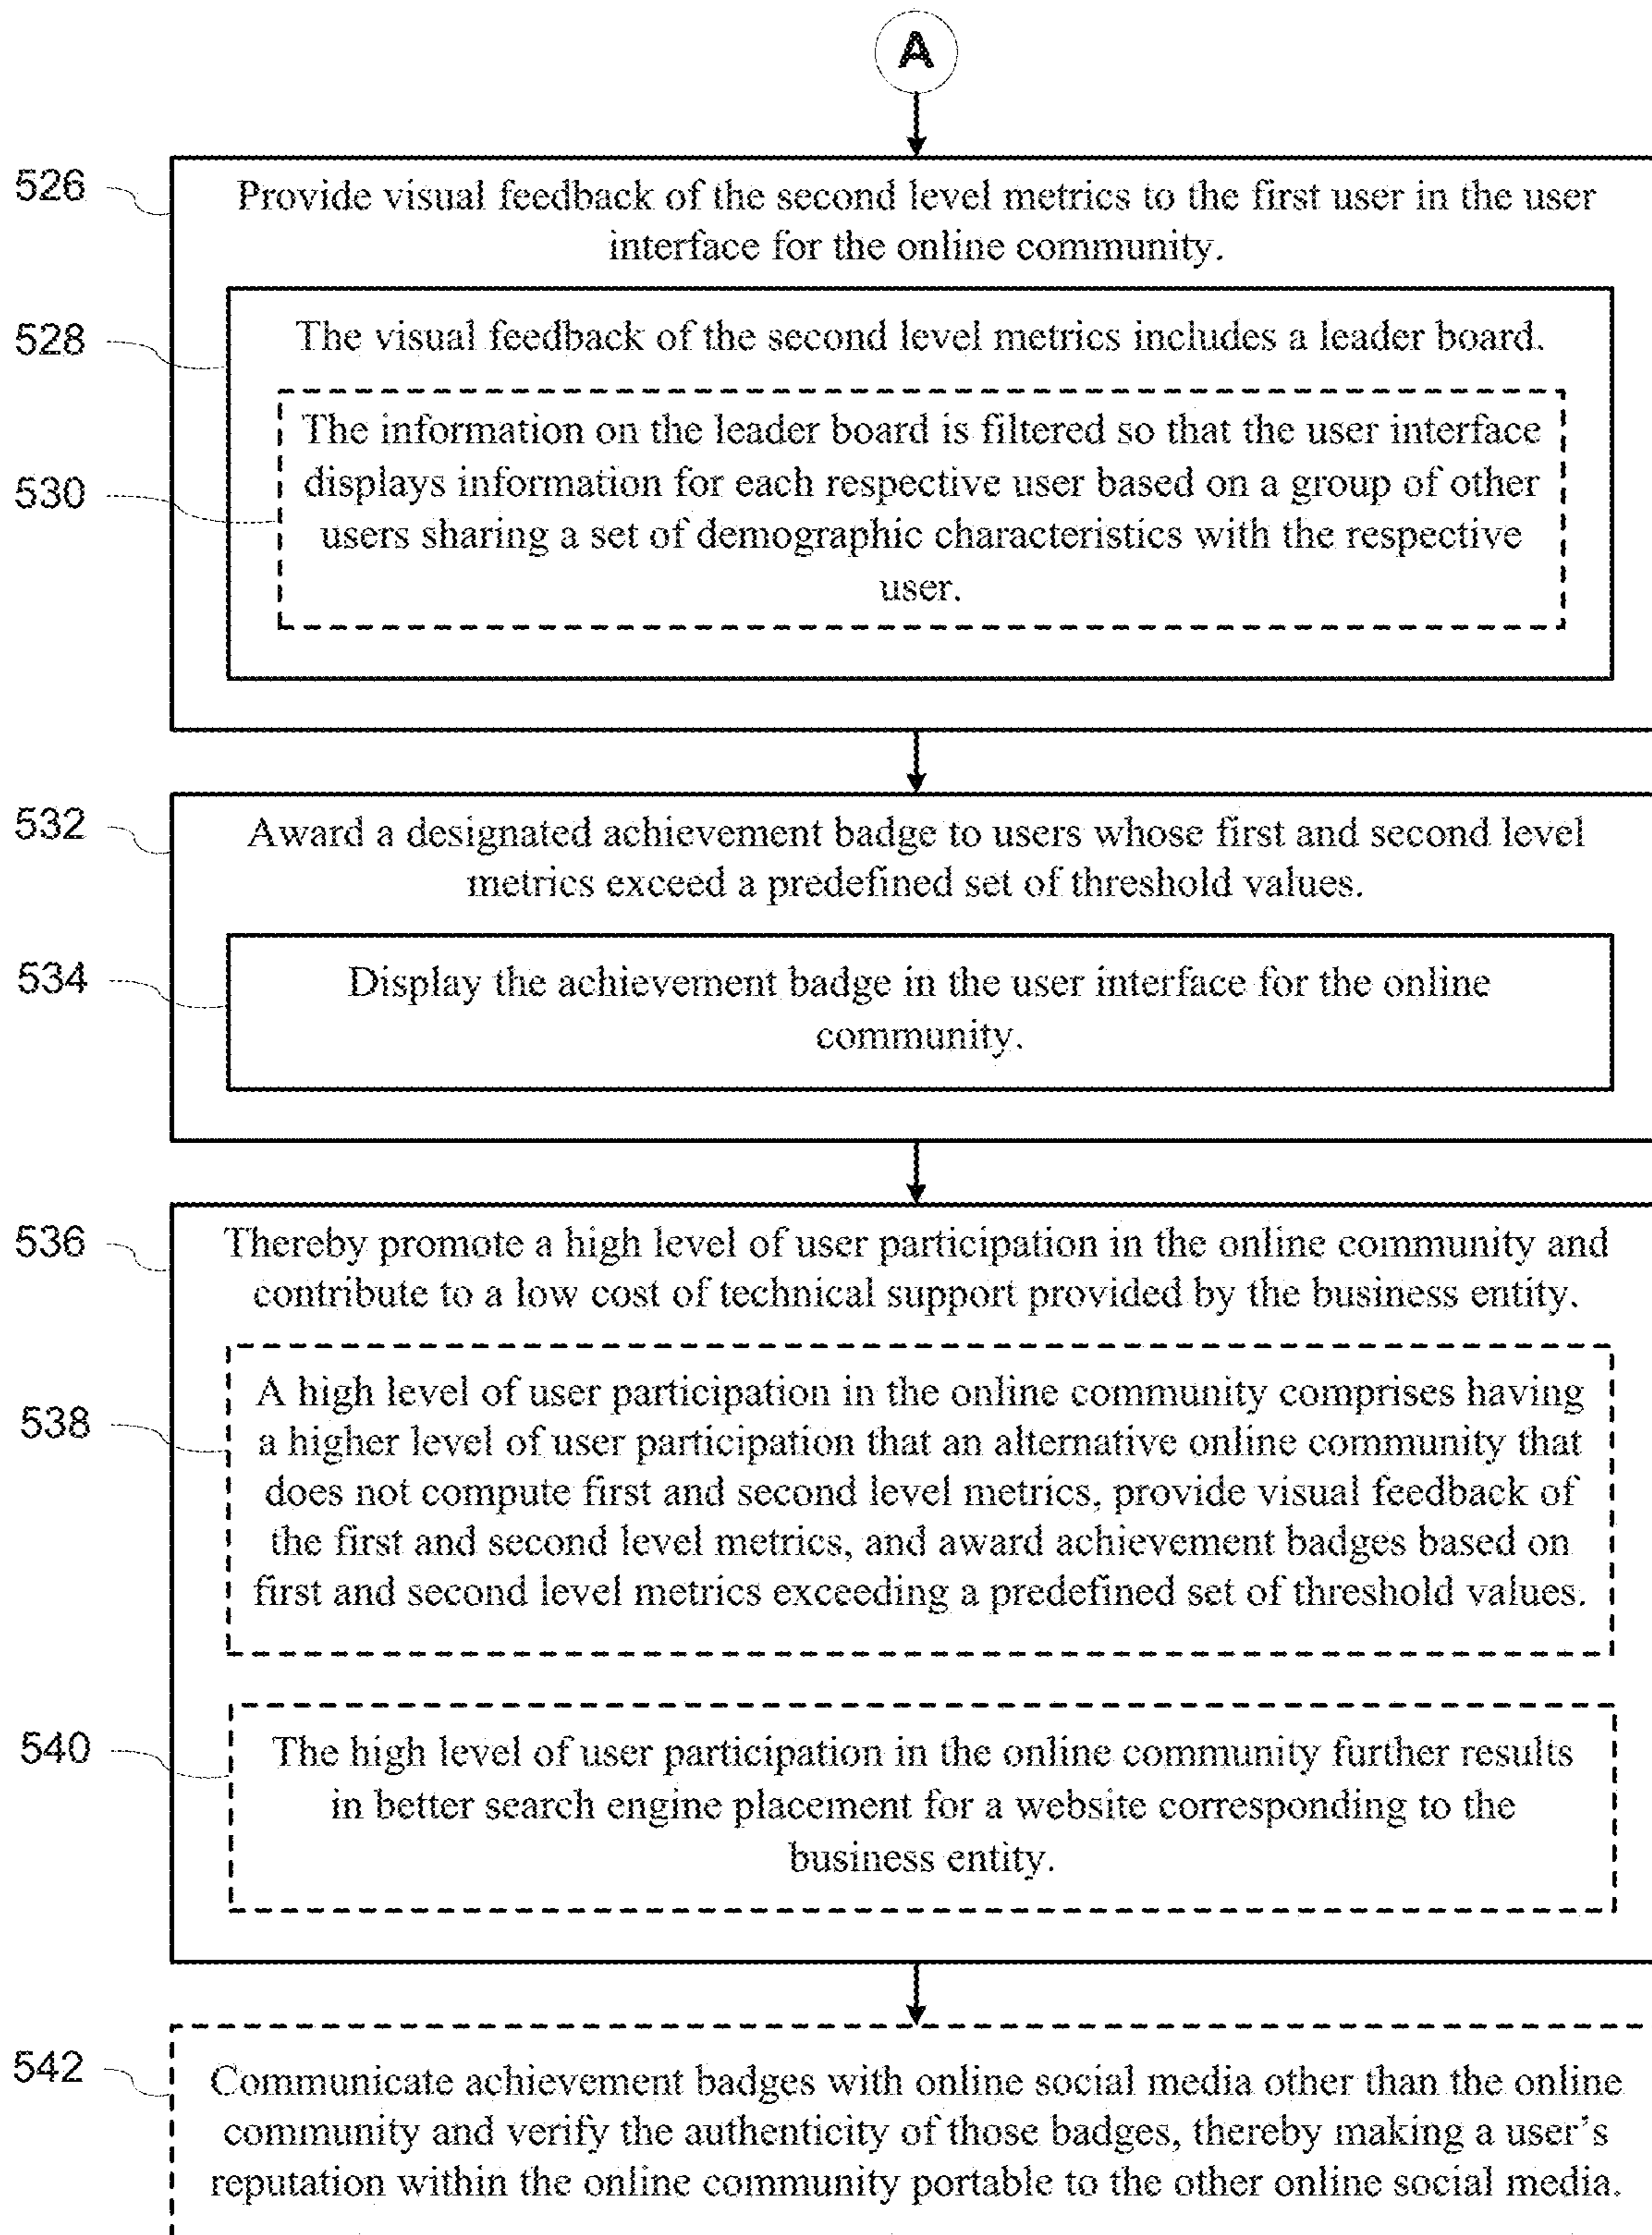 A
526
Provide visual feedback of the second level metrics to the first user in the user
interface for the online community.
528
The visual feedback of the second level metrics includes a leader board.
530
The information on the leader board is filtered so that the user interface
displays information for each respective user based on a group of other
users sharing a set of demographic characteristics with the respective
user.
532
Award a designated achievement badge to users whose first and second level
metrics exceed a predefined set of threshold values.
534
Display the achievement badge in the user interface for the online
community.
536
Thereby promote a high level of user participation in the online community and
contribute to a low cost of technical support provided by the business entity.
538
A high level of user participation in the online community comprises having
a higher level of user participation that an alternative online community that
does not compute first and second level metrics, provide visual feedback of
the first and second level metrics, and award achievement badges based on
first and second level metrics exceeding a predefined set of threshold values.
540
The high level of user participation in the online community further results
in better search engine placement for a website corresponding to the
business entity.
542
Communicate achievement badges with online social media other than the online
community and verify the authenticity of those badges, thereby making a user's
reputation within the online community portable to the other online social media.